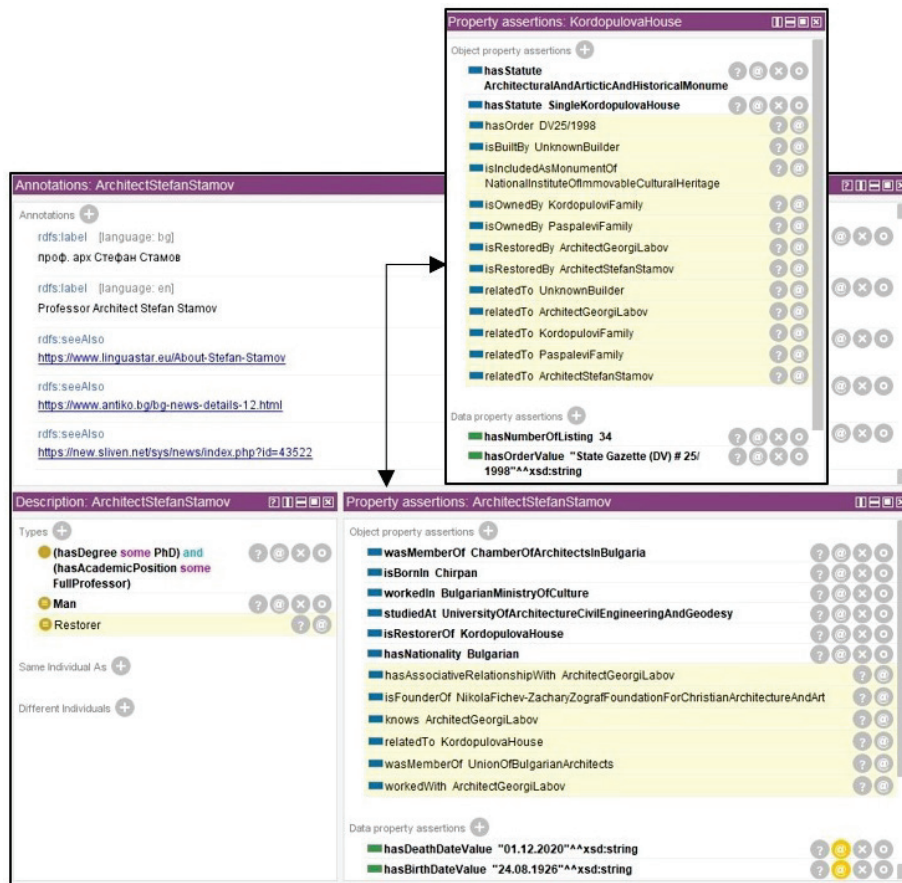 Property assertions: KordopulovaHouse
Object property assertions
hasStatute
ArchitecturalAndArticticAndHistoricalMonume
hasStatute SingleKordopulovaHouse
hasOrder DV25/1998
isBuiltBy UnknownBuilder
isIncludedAsMonumentOf
NationalInstituteOfImmovableCulturalHeritage
isOwnedBy KordopuloviFamily
isOwnedBy PaspaleviFamily
isRestoredBy ArchitectGeorgiLabov
isRestoredBy ArchitectStefanStamov
relatedTo UnknownBuilder
relatedTo ArchitectGeorgiLabov
relatedTo KordopuloviFamily
relatedTo PaspaleviFamily
relatedTo ArchitectStefanStamov
Data property assertions
hasNumberOfListing 34
hasOrderValue "State Gazette (DV) # 25/
1998"^^xsd:string
Annotations: ArchitectStefanStamov
Annotations
rdfs:label [language: bg]
проф. арх Стефан Стамов
rdfs:label [language: en]
Professor Architect Stefan Stamov
rdfs:seeAlso
https://www.linguastar.eu/About-Stefan-Stamov
rdfs:seeAlso
https://www.antiko.bg/bg-news-details-12.html
rdfs:seeAlso
https://new.sliven.net/sys/news/index.php?id=43522
Description: ArchitectStefanStamov
Types
(hasDegree some PhD) and
(hasAcademicPosition some
FullProfessor)
Man
Restorer
Same Individual As
Different Individuals
Property assertions: ArchitectStefanStamov
Object property assertions
wasMemberOf ChamberOfArchitectsInBulgaria
isBornIn Chirpan
workedIn BulgarianMinistryOfCulture
studiedAt UniversityOfArchitectureCivilEngineeringAndGeodesy
isRestorerOf KordopulovaHouse
hasNationality Bulgarian
hasAssociativeRelationshipWith ArchitectGeorgiLabov
isFounderOf NikolaFichev-ZacharyZografFoundationForChristianArchitectureAndArt
knows ArchitectGeorgiLabov
relatedTo KordopulovaHouse
wasMemberOf UnionOfBulgarianArchitects
workedWith ArchitectGeorgiLabov
Data property assertions
hasDeathDateValue "01.12.2020"^^xsd:string
hasBirthDateValue "24.08.1926"^^xsd:string